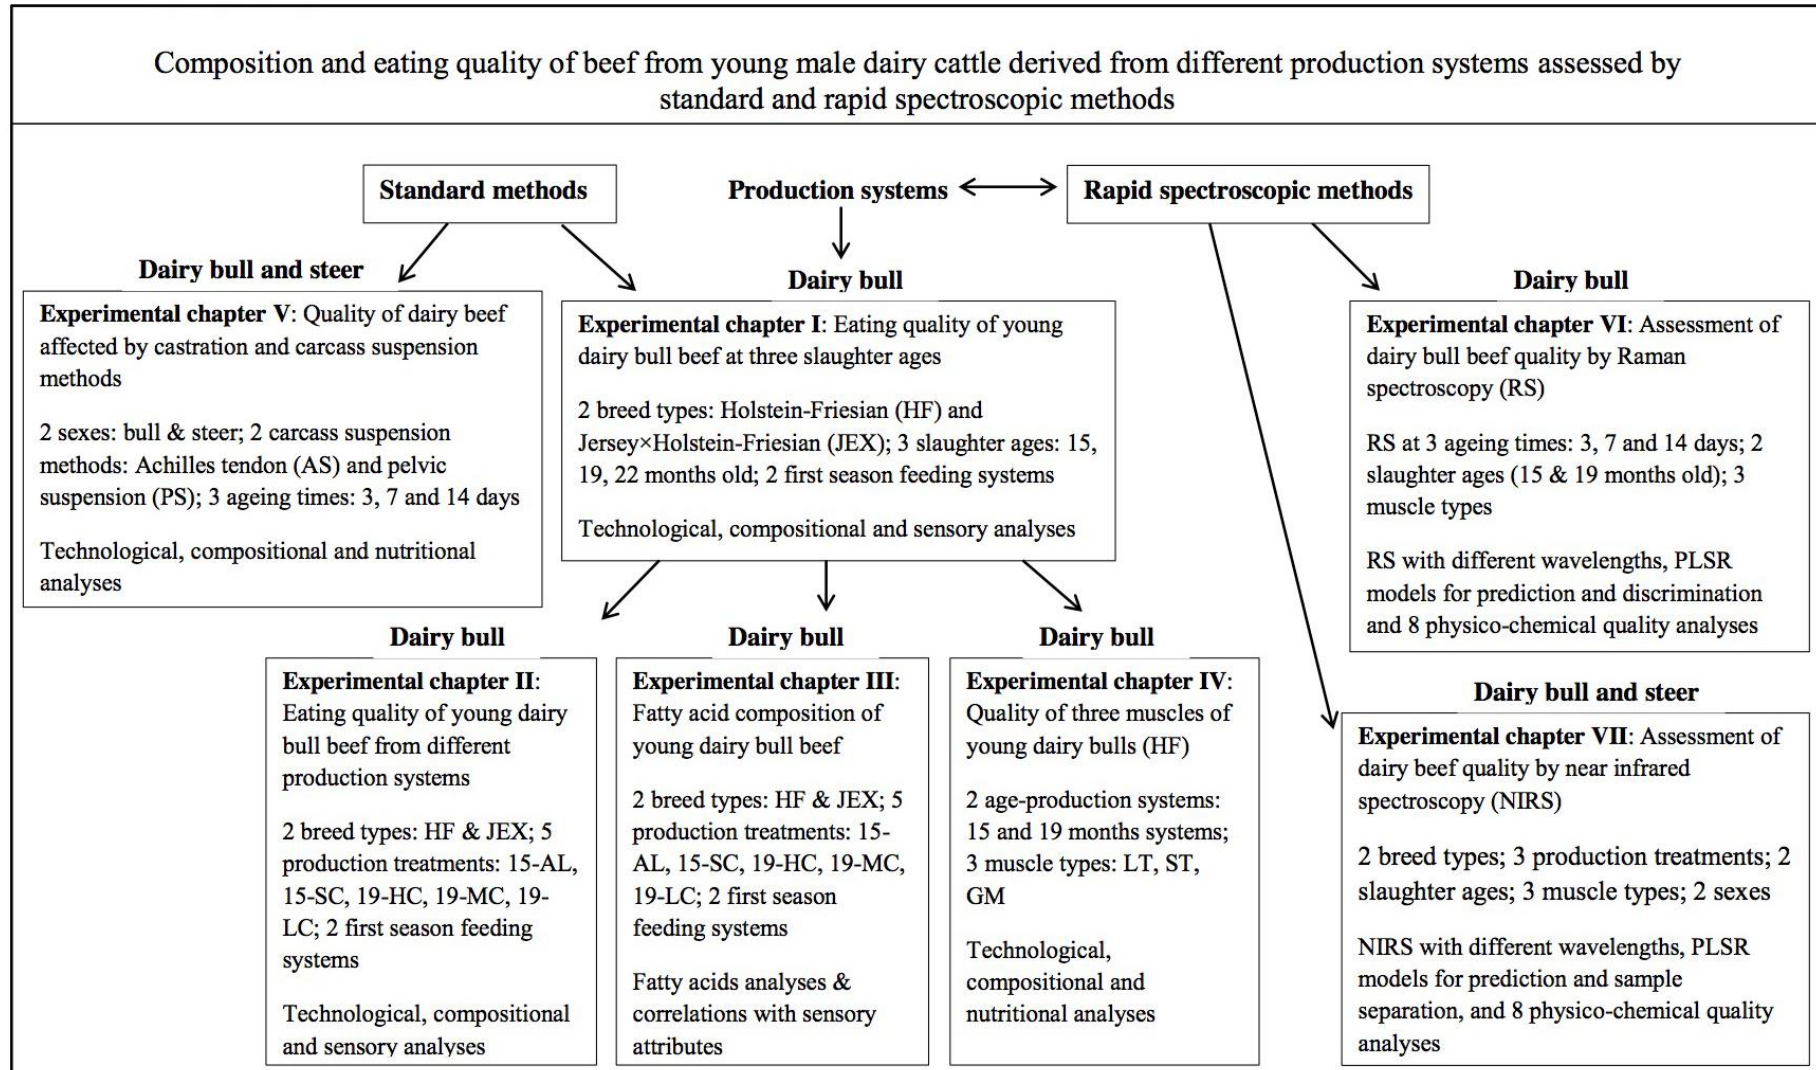 Composition and eating quality of beef from young male dairy cattle derived from different production systems assessed by
standard and rapid spectroscopic methods
Standard methods
Production systems
Rapid spectroscopic methods
Dairy bull and steer
Experimental chapter V: Quality of dairy beef
affected by castration and carcass suspension
methods
2 sexes: bull & steer; 2 carcass suspension
methods: Achilles tendon (AS) and pelvic
suspension (PS); 3 ageing times: 3, 7 and 14 days
Technological, compositional and nutritional
analyses
Dairy bull
Experimental chapter I: Eating quality of young
dairy bull beef at three slaughter ages
2 breed types: Holstein-Friesian (HF) and
Jersey×Holstein-Friesian (JEX); 3 slaughter ages: 15,
19, 22 months old; 2 first season feeding systems
Technological, compositional and sensory analyses
Dairy bull
Experimental chapter VI: Assessment of
dairy bull beef quality by Raman
spectroscopy (RS)
RS at 3 ageing times: 3, 7 and 14 days; 2
slaughter ages (15 & 19 months old); 3
muscle types
RS with different wavelengths, PLSR
models for prediction and discrimination
and 8 physico-chemical quality analyses
Dairy bull
Experimental chapter II:
Eating quality of young dairy
bull beef from different
production systems
2 breed types: HF & JEX; 5
production treatments: 15-AL,
15-SC, 19-HC, 19-MC, 19-
LC; 2 first season feeding
systems
Technological, compositional
and sensory analyses
Dairy bull
Experimental chapter III:
Fatty acid composition of
young dairy bull beef
2 breed types: HF & JEX; 5
production treatments: 15-
AL, 15-SC, 19-HC, 19-MC,
19-LC; 2 first season
feeding systems
Fatty acids analyses &
correlations with sensory
attributes
Dairy bull
Experimental chapter IV:
Quality of three muscles of
young dairy bulls (HF)
2 age-production systems:
15 and 19 months systems;
3 muscle types: LT, ST,
GM
Technological,
compositional and
nutritional analyses
Dairy bull and steer
Experimental chapter VII: Assessment of
dairy beef quality by near infrared
spectroscopy (NIRS)
2 breed types; 3 production treatments; 2
slaughter ages; 3 muscle types; 2 sexes
NIRS with different wavelengths, PLSR
models for prediction and sample
separation, and 8 physico-chemical quality
analyses